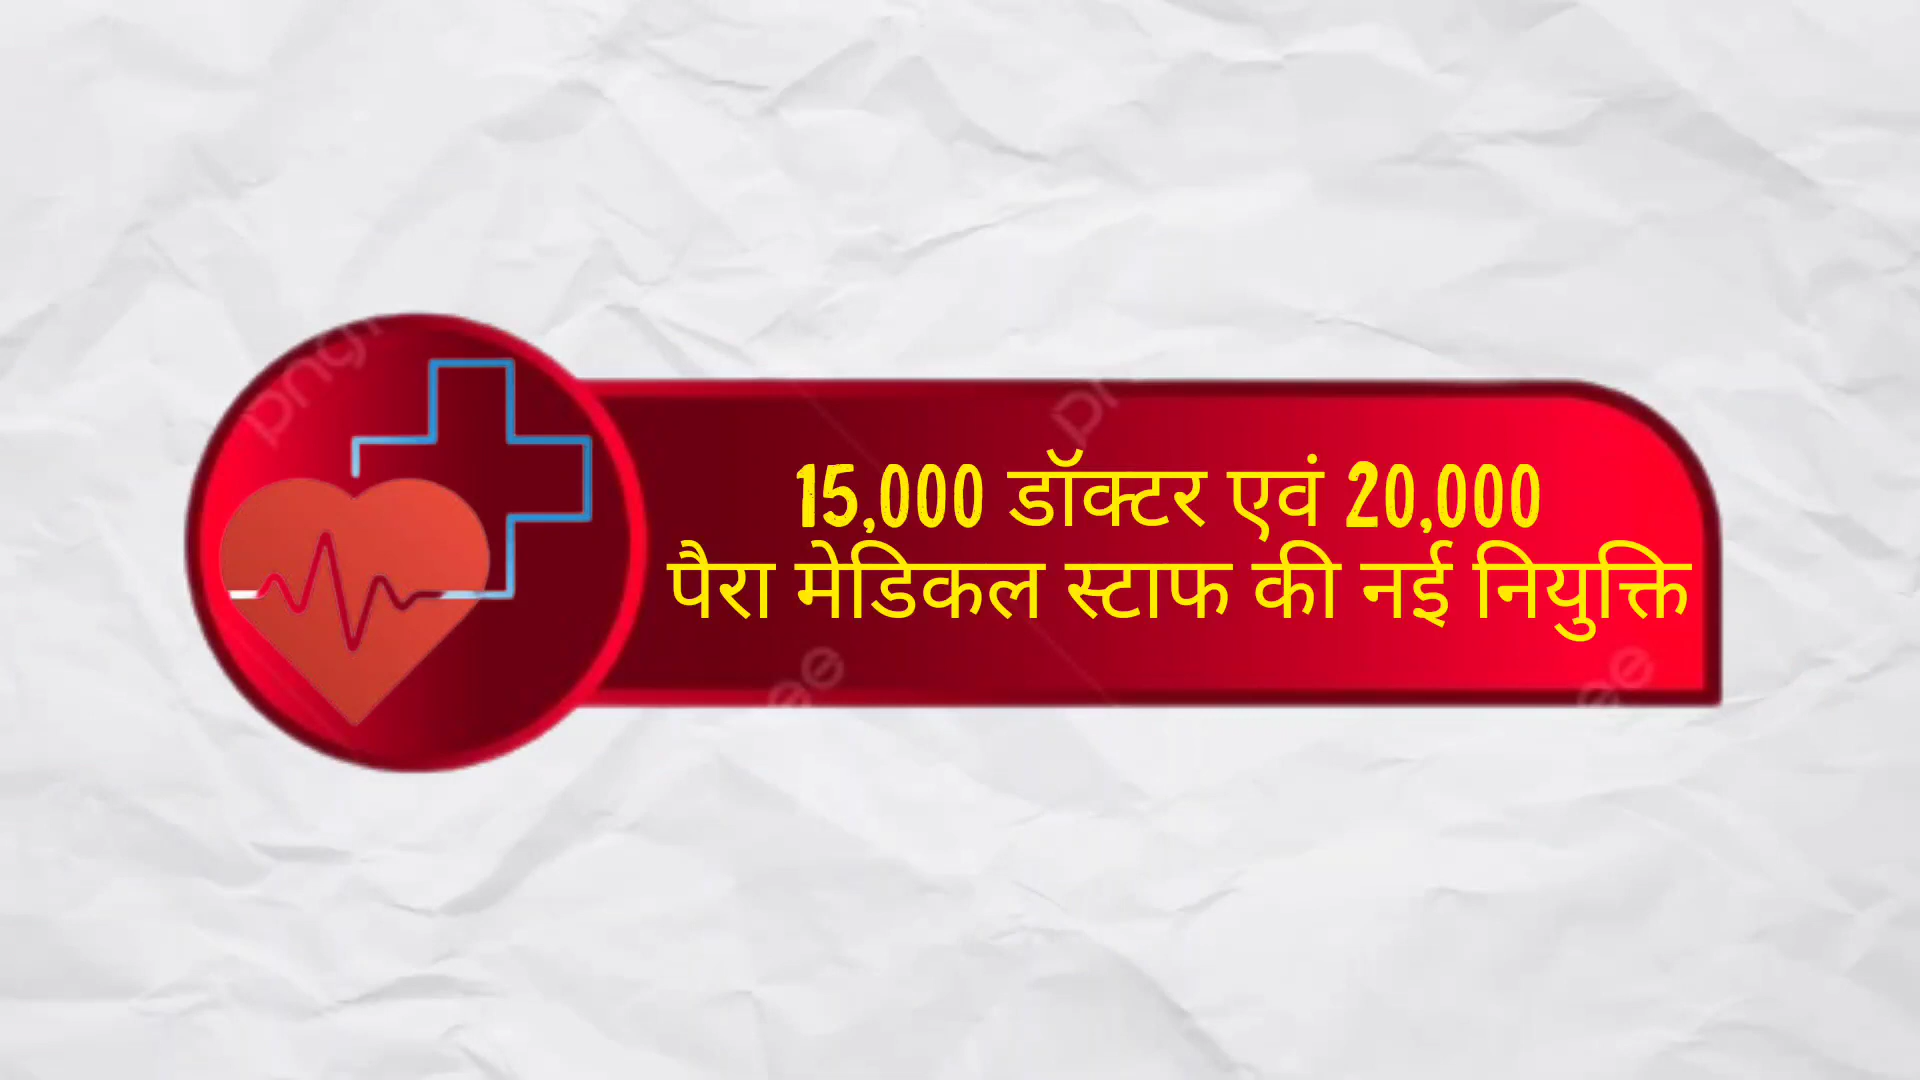 15,000 डॉक्टर एवं 20,000
पैरा मेडिकल स्टाफ की नई नियुक्ति